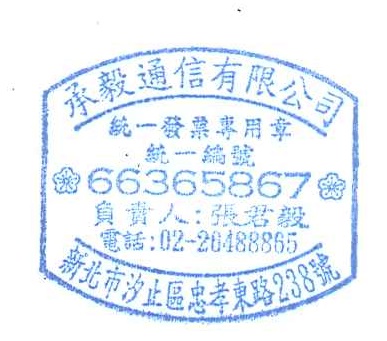 承毅通信有限公司
統一發票專用章
統一編號
66365867
負責人:張君毅
電話:02-26488865
新北市汐止區忠孝東路238號